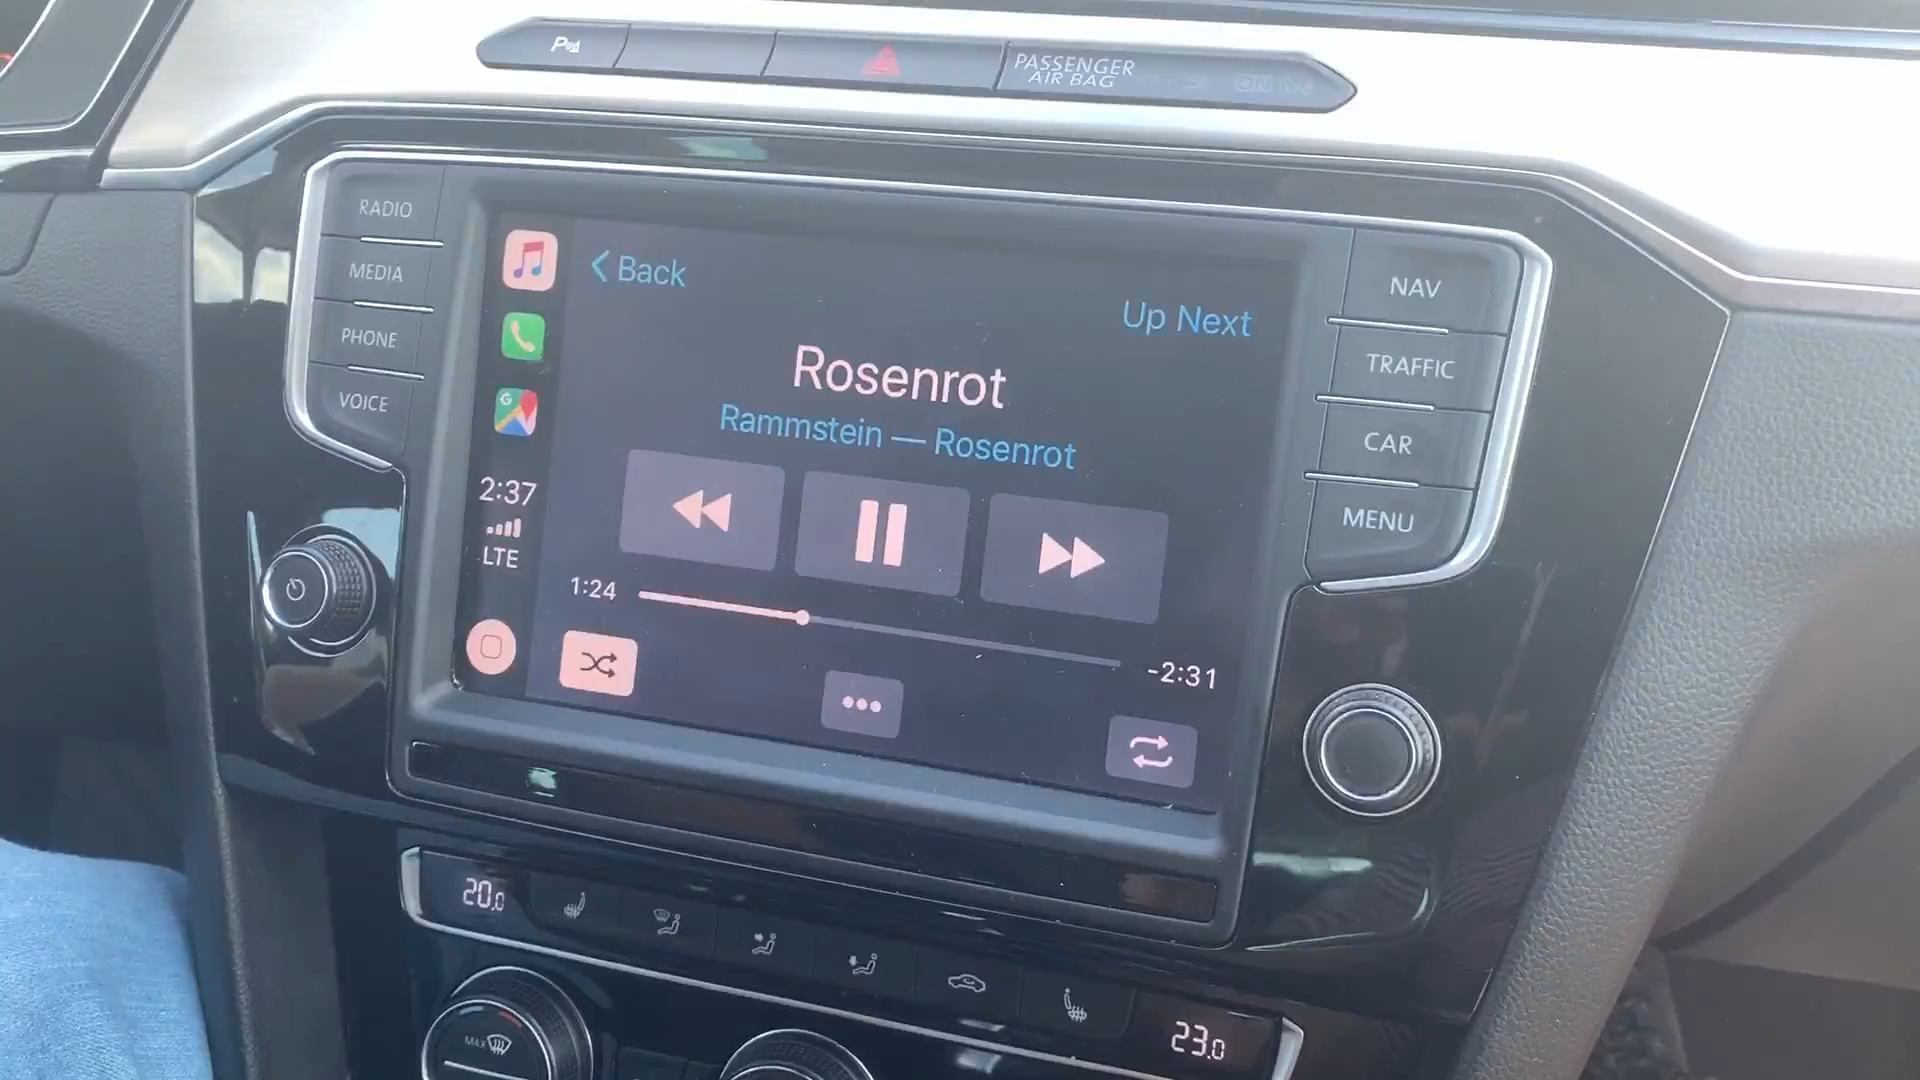 PASSENGER
AIR BAG
ON
RADIO
MEDIA
PHONE
VOICE
NAV
TRAFFIC
CAR
MENU
Back
Up Next
Rosenrot
Rammstein — Rosenrot
G
2:37
LTE
1:24
-2:31
20.0
23.0
MAX